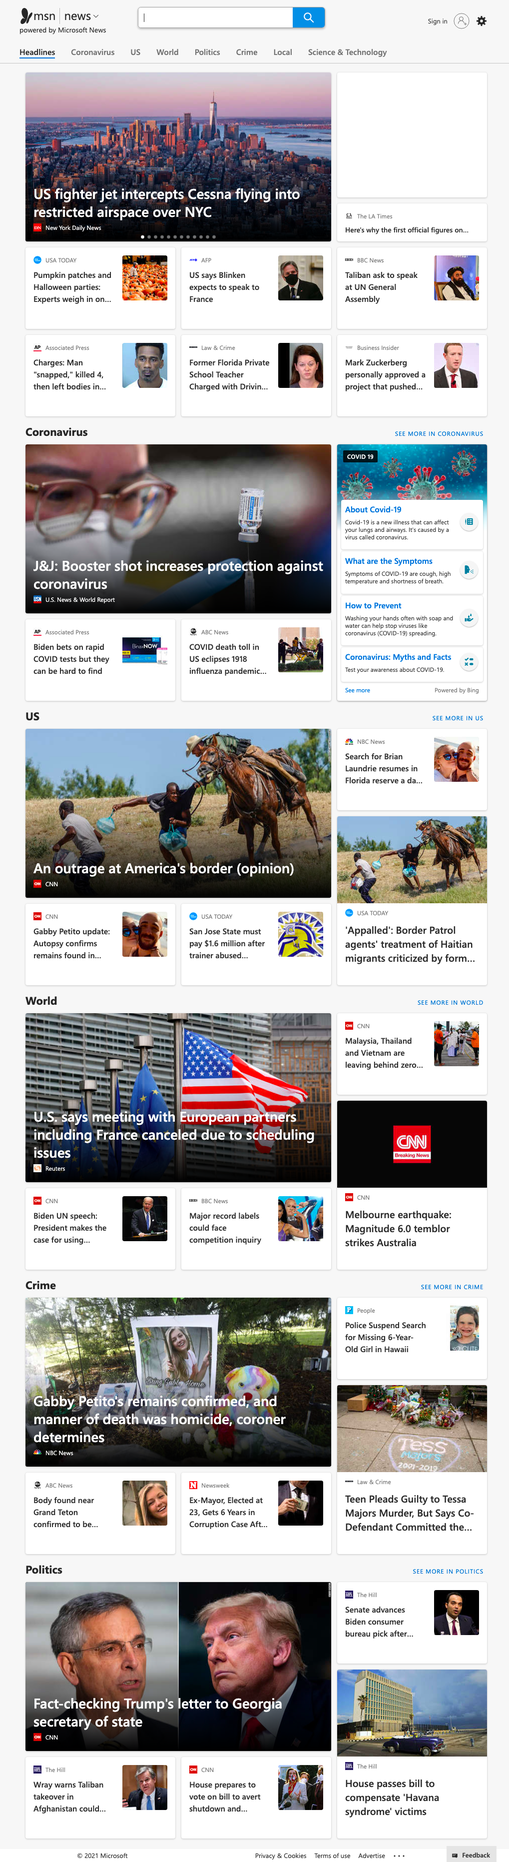 msn | news
powered by Microsoft News
Sign in
Headlines Coronavirus US World Politics Crime Local Science & Technology
US fighter jet intercepts Cessna flying into
restricted airspace over NYC
New York Daily News
The LA Times
Here's why the first official figures on...
USA TODAY
Pumpkin patches and
Halloween parties:
Experts weigh in on...
AFP
US says Blinken
expects to speak to
France
BBC News
Taliban ask to speak
at UN General
Assembly
AP Associated Press
Charges: Man
"snapped," killed 4,
then left bodies in...
Law & Crime
Former Florida Private
School Teacher
Charged with Drivin...
Business Insider
Mark Zuckerberg
personally approved a
project that pushed...
Coronavirus
SEE MORE IN CORONAVIRUS
J&J: Booster shot increases protection against
coronavirus
U.S. News & World Report
COVID 19
About Covid-19
Covid-19 is a new illness that can affect
your lungs and airways. It's caused by a
virus called coronavirus.
What are the Symptoms
Symptoms of COVID-19 are cough, high
temperature and shortness of breath.
How to Prevent
Washing your hands often with soap and
water can help stop viruses like
coronavirus (COVID-19) spreading.
Coronavirus: Myths and Facts
Test your awareness about COVID-19.
See more
Powered by Bing
AP Associated Press
Biden bets on rapid
COVID tests but they
can be hard to find
BinaxNOW
ABC News
COVID death toll in
US eclipses 1918
influenza pandemic...
US
SEE MORE IN US
An outrage at America's border (opinion)
CNN
NBC News
Search for Brian
Laundrie resumes in
Florida reserve a da...
USA TODAY
'Appalled': Border Patrol
agents' treatment of Haitian
migrants criticized by form...
CNN
Gabby Petito update:
Autopsy confirms
remains found in...
USA TODAY
San Jose State must
pay $1.6 million after
trainer abused...
World
SEE MORE IN WORLD
U.S. says meeting with European partners
including France canceled due to scheduling
issues
Reuters
CNN
Malaysia, Thailand
and Vietnam are
leaving behind zero...
CNN
Breaking News
CNN
Melbourne earthquake:
Magnitude 6.0 temblor
strikes Australia
CNN
Biden UN speech:
President makes the
case for using...
BBC News
Major record labels
could face
competition inquiry
Crime
SEE MORE IN CRIME
Gabby Petito's remains confirmed, and
manner of death was homicide, coroner
determines
NBC News
People
Police Suspend Search
for Missing 6-Year-
Old Girl in Hawaii
Tess
Majors
2001-2019
Law & Crime
Teen Pleads Guilty to Tessa
Majors Murder, But Says Co-
Defendant Committed the...
ABC News
Body found near
Grand Teton
confirmed to be...
N Newsweek
Ex-Mayor, Elected at
23, Gets 6 Years in
Corruption Case Aft...
Politics
SEE MORE IN POLITICS
Fact-checking Trump's letter to Georgia
secretary of state
CNN
The Hill
Senate advances
Biden consumer
bureau pick after...
The Hill
House passes bill to
compensate 'Havana
syndrome' victims
The Hill
Wray warns Taliban
takeover in
Afghanistan could...
CNN
House prepares to
vote on bill to avert
shutdown and...
© 2021 Microsoft
Privacy & Cookies Terms of use Advertise ...
Feedback